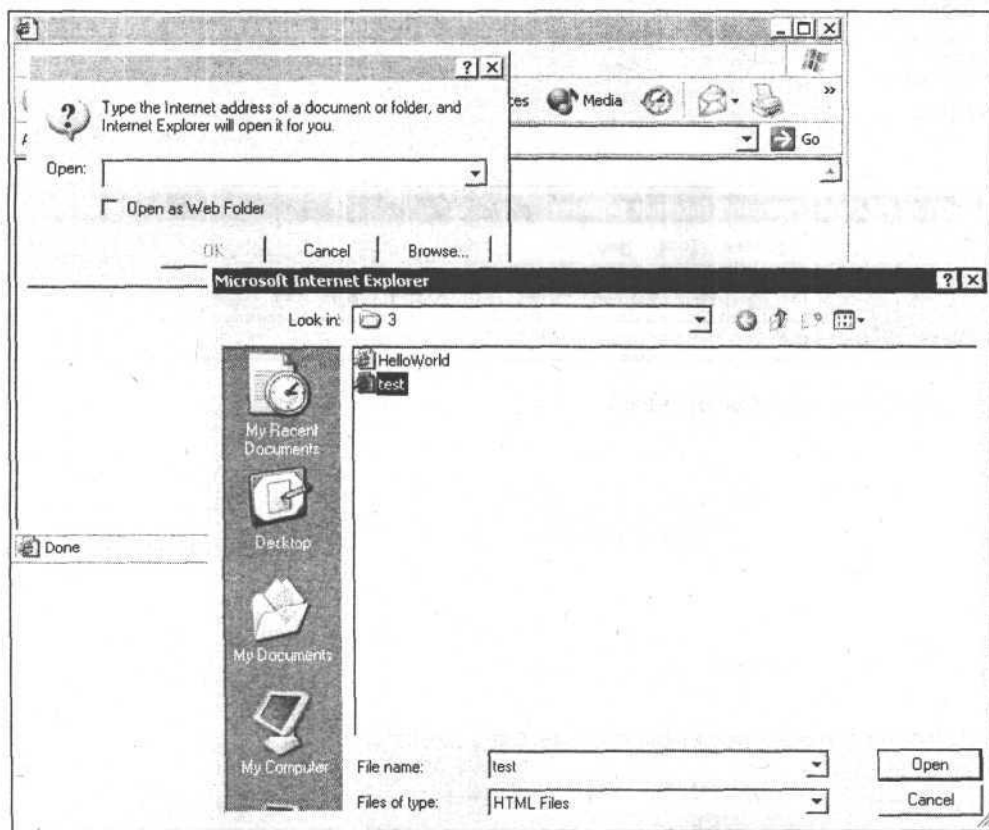 Type the Internet address of a document or folder, and
Internet Explorer will open it for you.
Media
Go
Open:
Open as Web Folder
OK
Cancel
Browse...
Microsoft Internet Explorer
Look in:
3
HelloWorld
test
My Recent
Documents
Desktop
My Documents
My Computer
Done
File name:
test
Open
Files of type:
HTML Files
Cancel